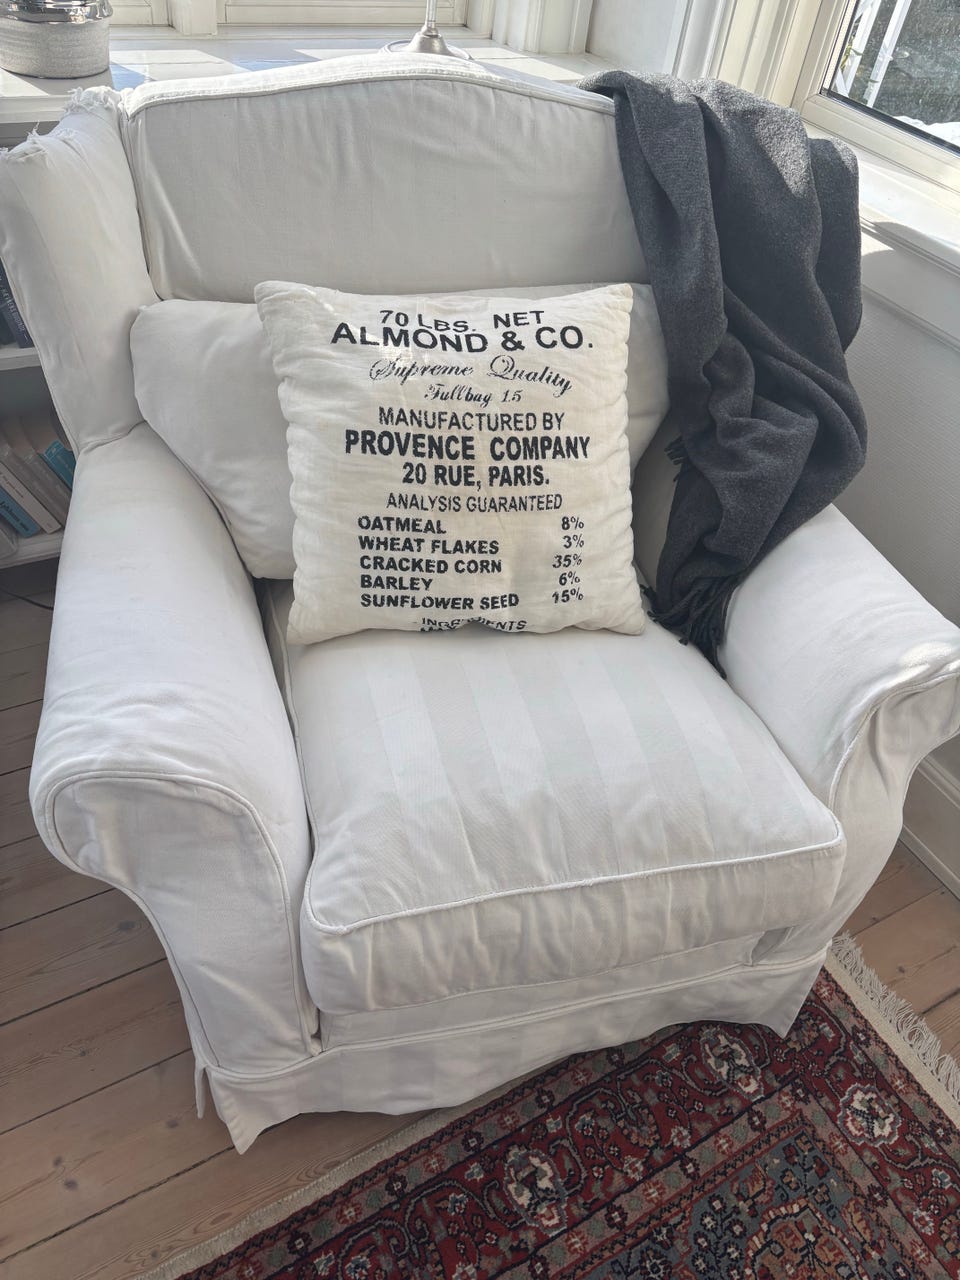 70 LBS. NET
ALMOND & CO.
Supreme Quality
Fullbag 15
MANUFACTURED BY
PROVENCE COMPANY
20 RUE, PARIS.
ANALYSIS GUARANTEED
OATMEAL 8%
WHEAT FLAKES 3%
CRACKED CORN 35%
BARLEY 6%
SUNFLOWER SEED 15%